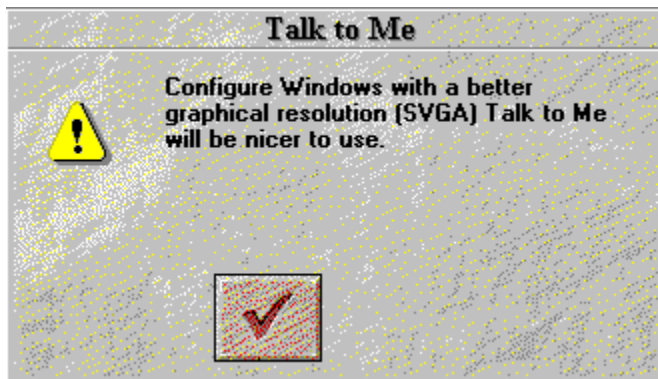 Talk to Me
Configure Windows with a better
graphical resolution (SVGA) Talk to Me
will be nicer to use.